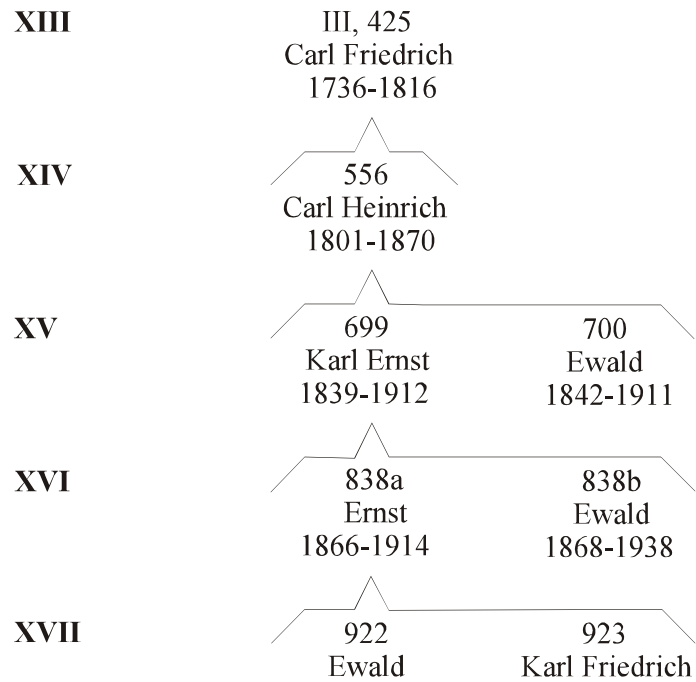 XIII III, 425
Carl Friedrich
1736-1816
XIV 556
Carl Heinrich
1801-1870
XV 699 700
Karl Ernst Ewald
1839-1912 1842-1911
XVI 838a 838b
Ernst Ewald
1866-1914 1868-1938
XVII 922 923
Ewald Karl Friedrich